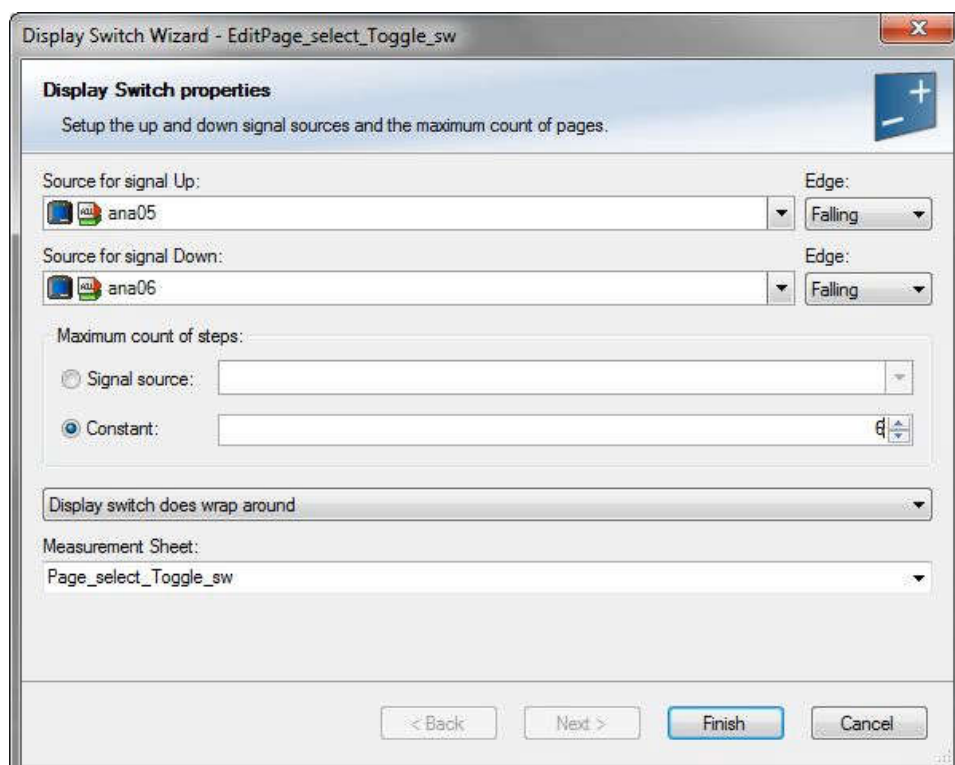 Display Switch Wizard - EditPage_select_Toggle_sw
Display Switch properties
Setup the up and down signal sources and the maximum count of pages.
Source for signal Up: Edge:
ana05 Falling
Source for signal Down: Edge:
ana06 Falling
Maximum count of steps:
Signal source:
Constant: 6
Display switch does wrap around
Measurement Sheet:
Page_select_Toggle_sw
< Back Next > Finish Cancel